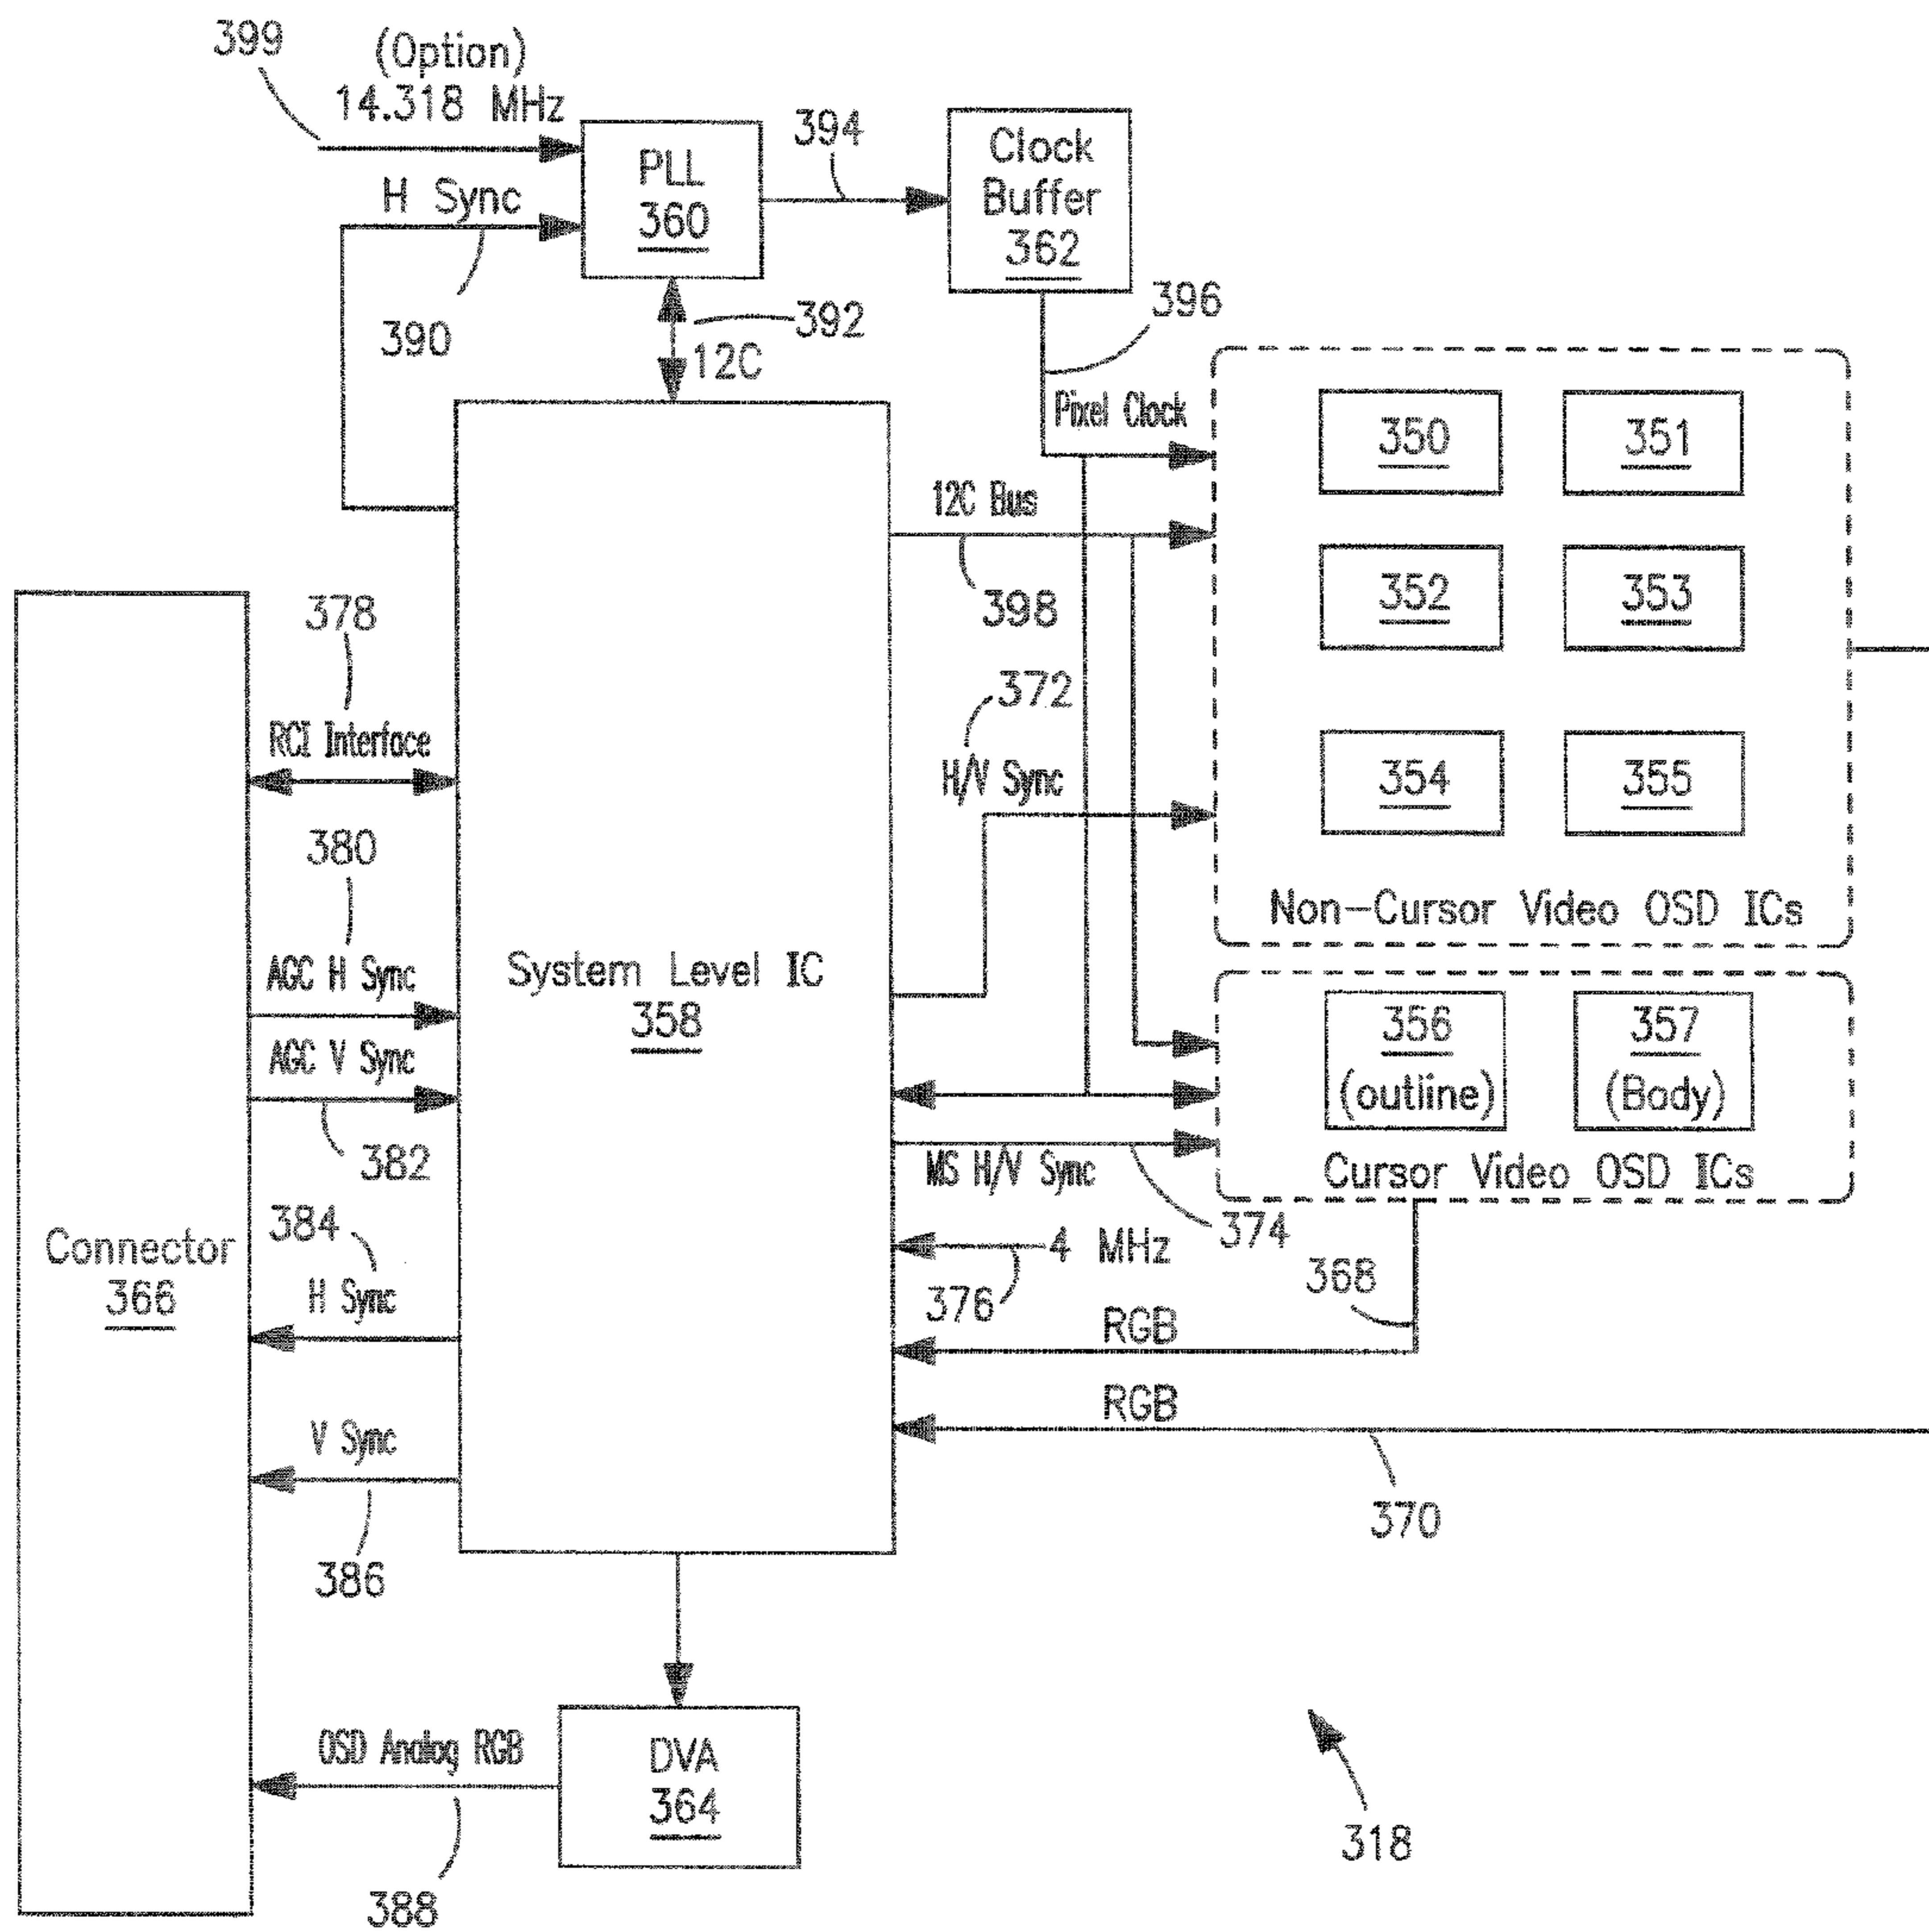 399
(Option)
14.318 MHz
H Sync
390
PLL
360
394
Clock
Buffer
362
392
12C
396
Pixel Clock
12C Bus
398
372
H/V Sync
350
351
352
353
354
355
Non-Cursor Video OSD ICs
356
(outline)
357
(Body)
Cursor Video OSD ICs
378
RCI Interface
380
AGC H Sync
AGC V Sync
382
384
H Sync
V Sync
386
Connector
366
System Level IC
358
MS H/V Sync
374
4 MHz
376
368
RGB
RGB
370
OSD Analog RGB
388
DVA
364
318